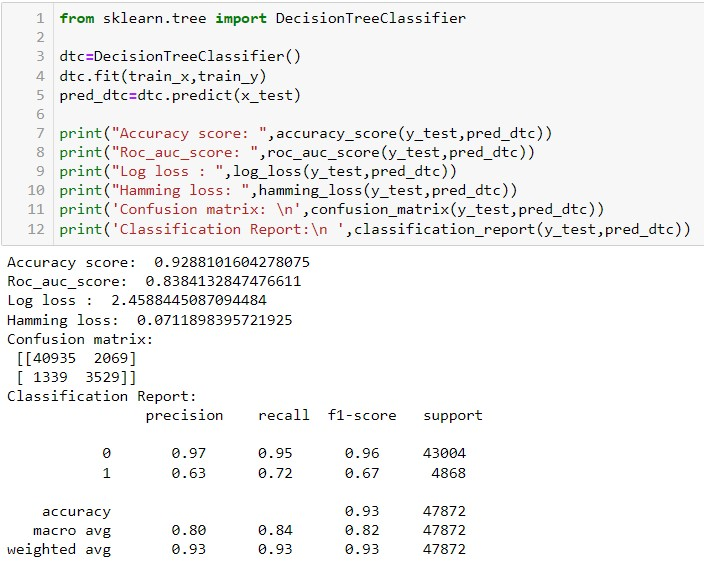 1 from sklearn.tree import DecisionTreeClassifier
2
3 dtc=DecisionTreeClassifier()
4 dtc.fit(train_x,train_y)
5 pred_dtc=dtc.predict(x_test)
6
7 print("Accuracy score: ",accuracy_score(y_test,pred_dtc))
8 print("Roc_auc_score: ",roc_auc_score(y_test,pred_dtc))
9 print("Log loss : ",log_loss(y_test,pred_dtc))
10 print("Hamming loss: ",hamming_loss(y_test,pred_dtc))
11 print('Confusion matrix: \n',confusion_matrix(y_test,pred_dtc))
12 print('Classification Report:\n ',classification_report(y_test,pred_dtc))
Accuracy score:  0.9288101604278075
Roc_auc_score:  0.8384132847476611
Log loss :  2.4588445087094484
Hamming loss:  0.0711898395721925
Confusion matrix:
[[40935  2069]
[ 1339  3529]]
Classification Report:
precision    recall  f1-score   support
0       0.97      0.95      0.96     43004
1       0.63      0.72      0.67      4868
accuracy                           0.93     47872
macro avg       0.80      0.84      0.82     47872
weighted avg       0.93      0.93      0.93     47872